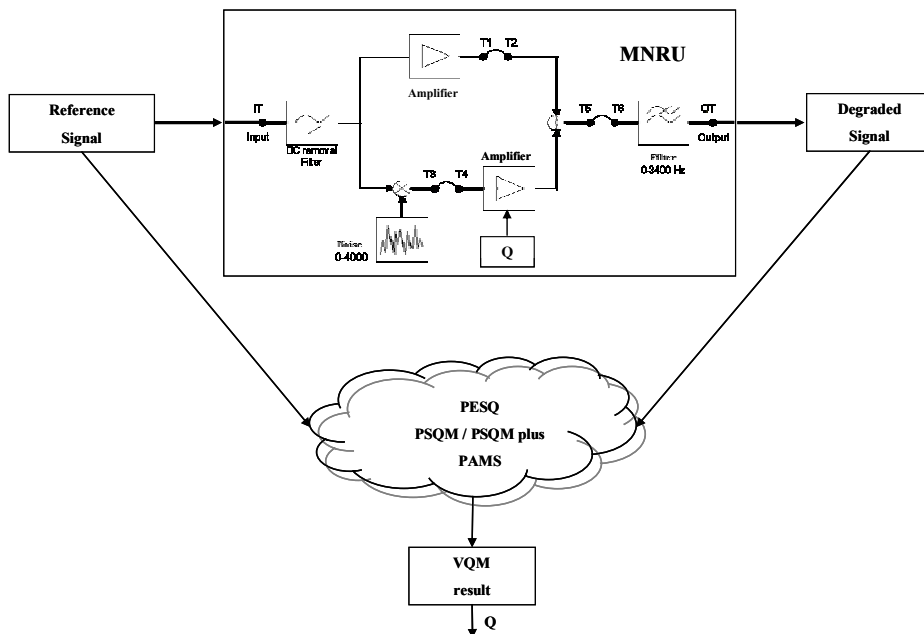 MNRU
T1 T2
Amplifier
Reference
Signal
IT
Input
DC removal
Filter
T5 T6
Filter
0-3400 Hz
OT
Output
Degraded
Signal
Amplifier
T3 T4
Noise
0-4000
Q
PESQ
PSQM / PSQM plus
PAMS
VQM
result
Q